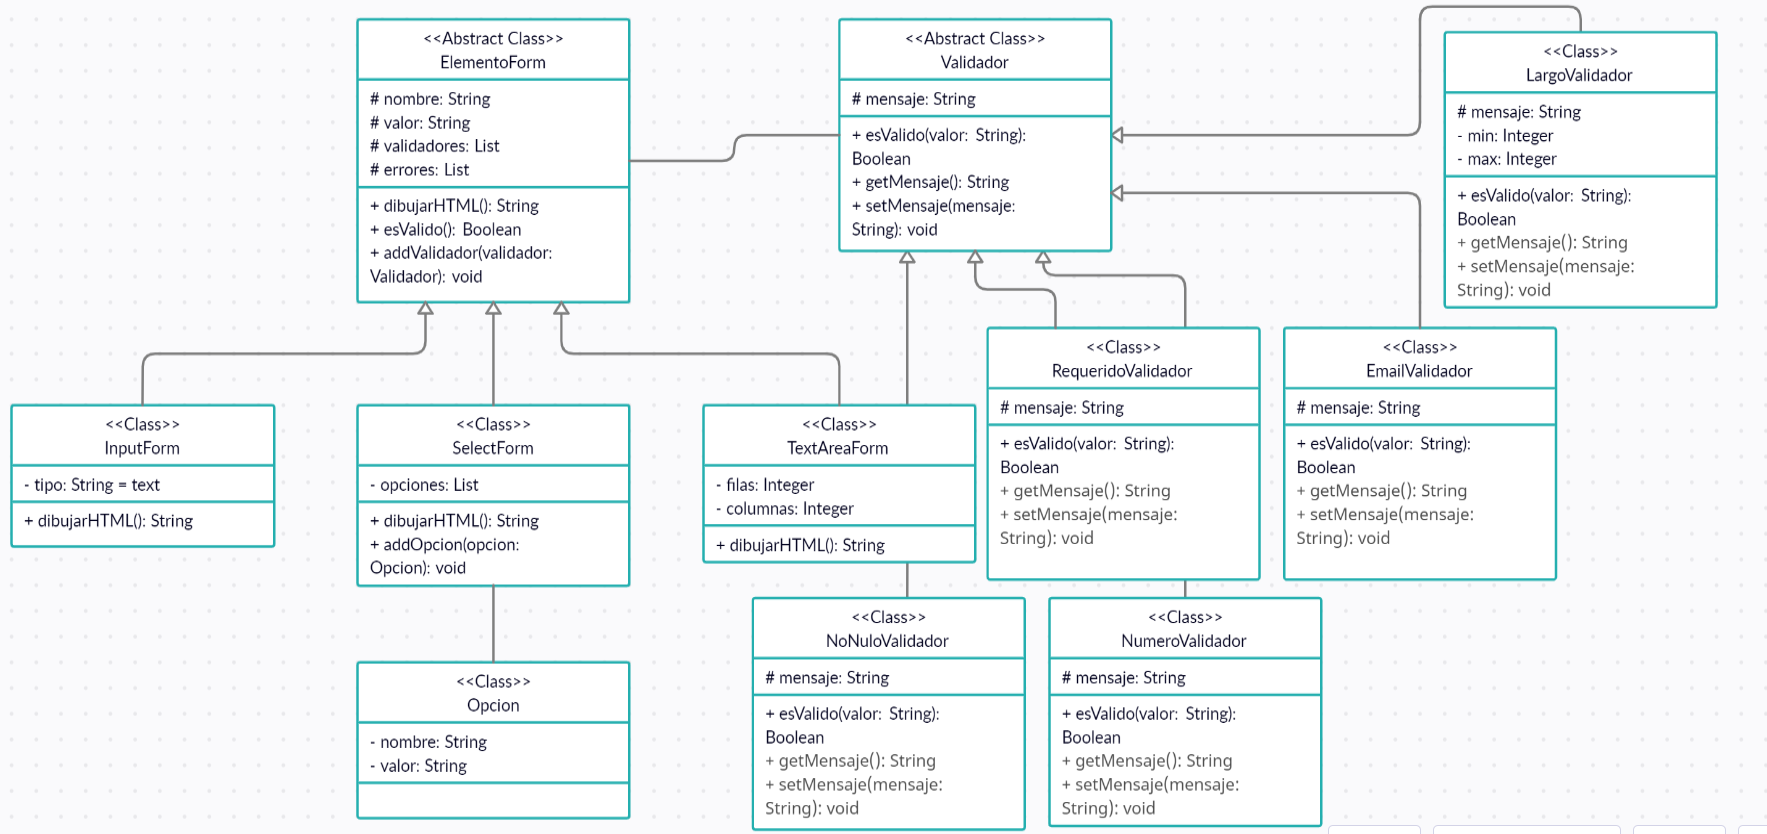 <<Abstract Class>>
ElementoForm
# nombre: String
# valor: String
# validadores: List
# errores: List
+ dibujarHTML(): String
+ esValido(): Boolean
+ addValidador(validador:
Validador): void
<<Abstract Class>>
Validador
# mensaje: String
+ esValido(valor: String):
Boolean
+ getMensaje(): String
+ setMensaje(mensaje:
String): void
<<Class>>
LargoValidador
# mensaje: String
- min: Integer
- max: Integer
+ esValido(valor: String):
Boolean
+ getMensaje(): String
+ setMensaje(mensaje:
String): void
<<Class>>
InputForm
- tipo: String = text
+ dibujarHTML(): String
<<Class>>
SelectForm
- opciones: List
+ dibujarHTML(): String
+ addOpcion(opcion:
Opcion): void
<<Class>>
TextAreaForm
- filas: Integer
- columnas: Integer
+ dibujarHTML(): String
<<Class>>
RequeridoValidador
# mensaje: String
+ esValido(valor: String):
Boolean
+ getMensaje(): String
+ setMensaje(mensaje:
String): void
<<Class>>
EmailValidador
# mensaje: String
+ esValido(valor: String):
Boolean
+ getMensaje(): String
+ setMensaje(mensaje:
String): void
<<Class>>
Opcion
- nombre: String
- valor: String
<<Class>>
NoNuloValidador
# mensaje: String
+ esValido(valor: String):
Boolean
+ getMensaje(): String
+ setMensaje(mensaje:
String): void
<<Class>>
NumeroValidador
# mensaje: String
+ esValido(valor: String):
Boolean
+ getMensaje(): String
+ setMensaje(mensaje:
String): void